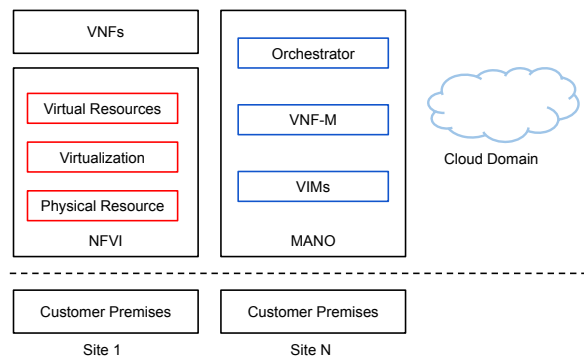 VNFs
Virtual Resources
Virtualization
Physical Resource
NFVI
Orchestrator
VNF-M
VIMs
MANO
Cloud Domain
Customer Premises
Site 1
Customer Premises
Site N